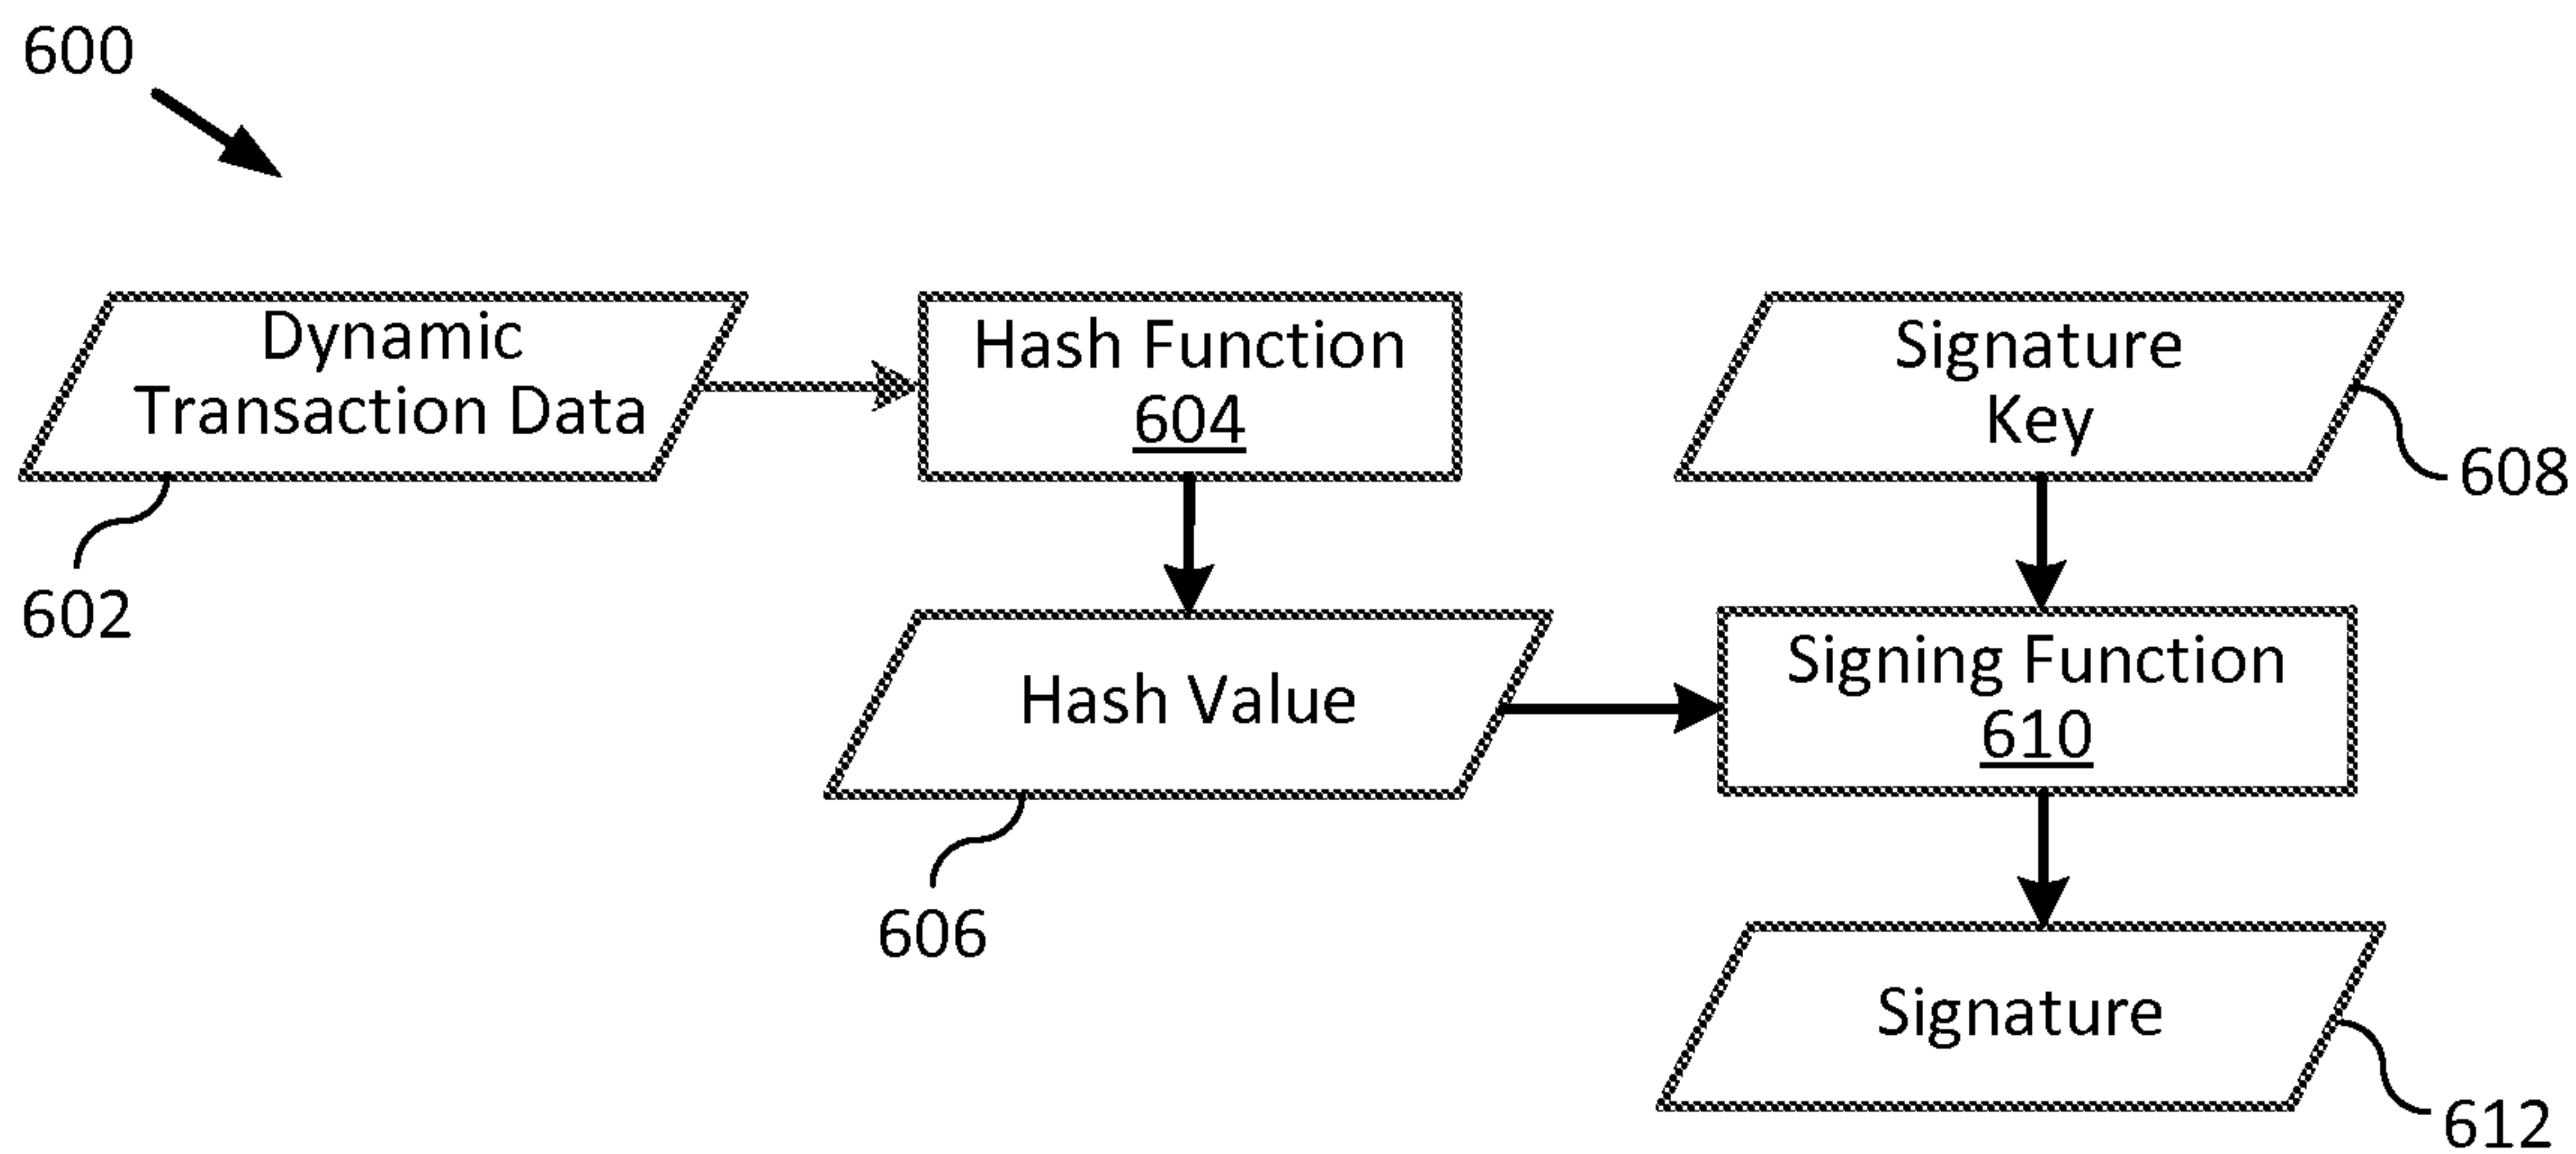 600
Dynamic
Transaction Data
602
Hash Function
604
Signature
Key
608
Hash Value
606
Signing Function
610
Signature
612